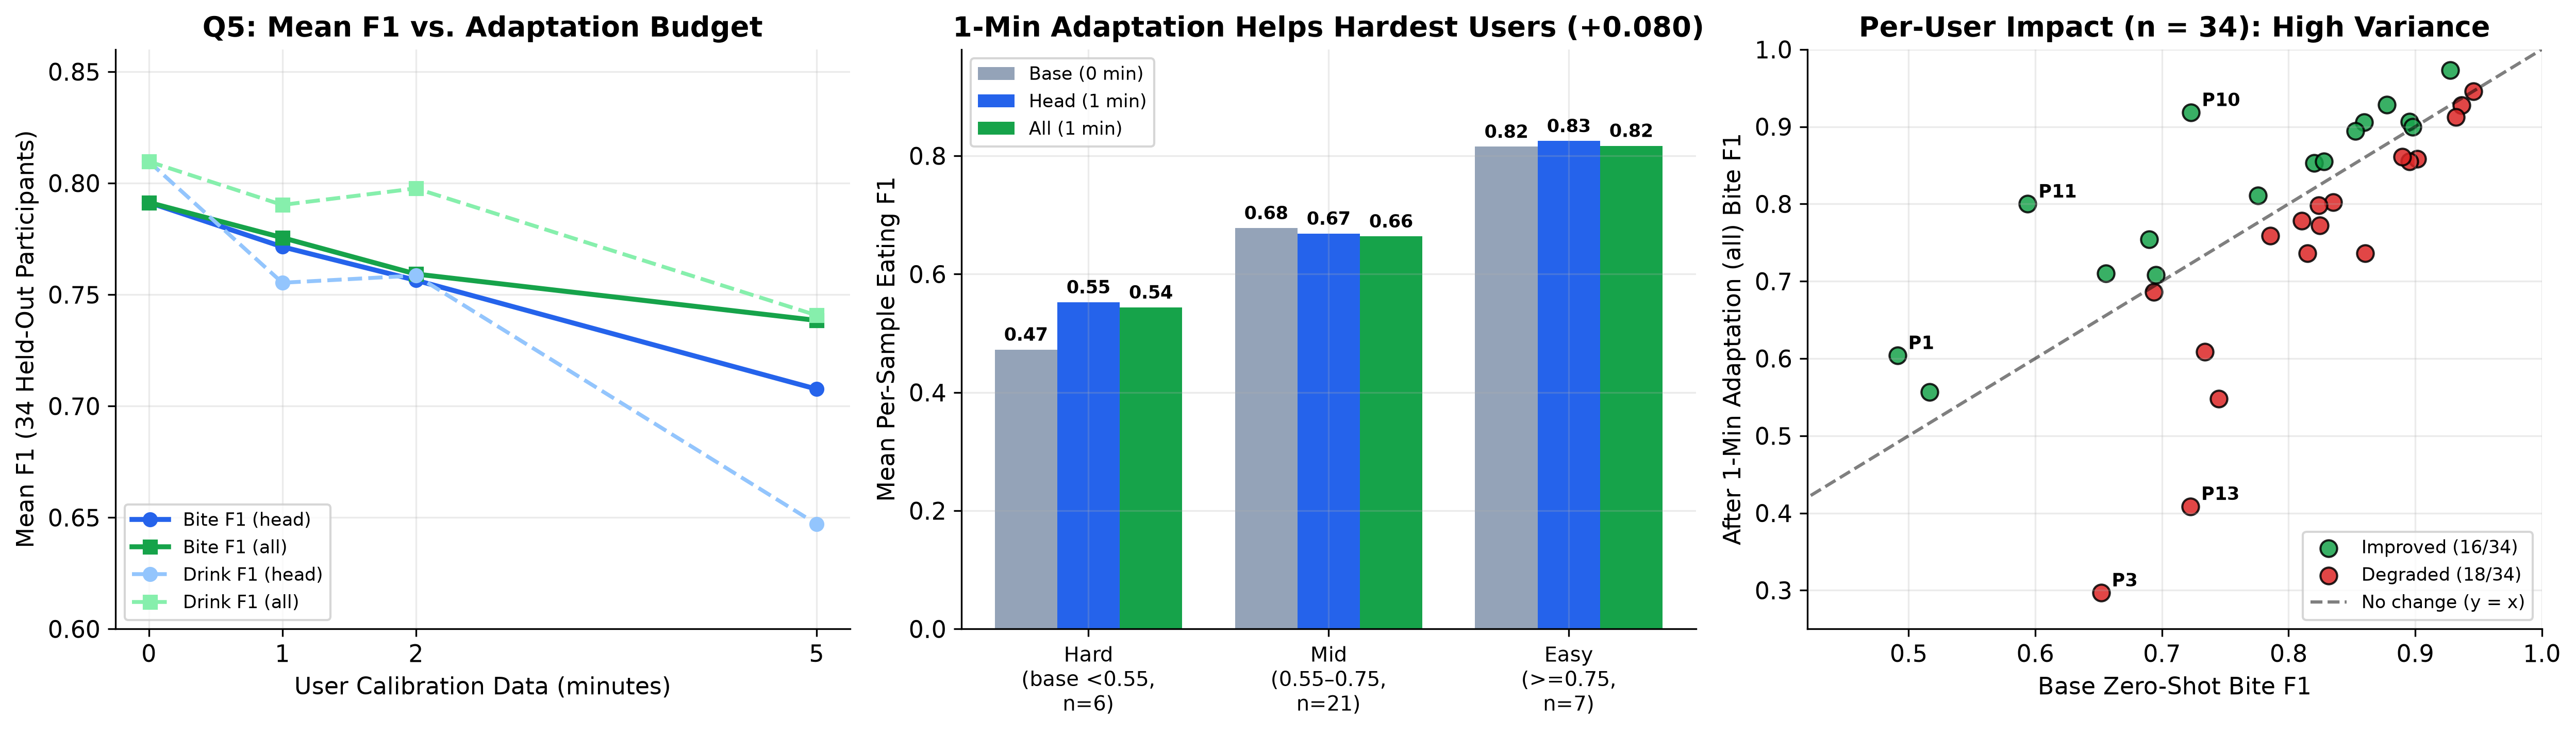 Q5: Mean F1 vs. Adaptation Budget
Mean F1 (34 Held-Out Participants)
0.85
0.80
0.75
0.70
0.65
0.60
Bite F1 (head)
Bite F1 (all)
Drink F1 (head)
Drink F1 (all)
0 1 2 5
User Calibration Data (minutes)
1-Min Adaptation Helps Hardest Users (+0.080)
Mean Per-Sample Eating F1
0.8
0.6
0.4
0.2
0.0
Base (0 min)
Head (1 min)
All (1 min)
0.47 0.55 0.54
0.68 0.67 0.66
0.82 0.83 0.82
Hard
(base <0.55,
n=6)
Mid
(0.55–0.75,
n=21)
Easy
(>=0.75,
n=7)
Per-User Impact (n = 34): High Variance
After 1-Min Adaptation (all) Bite F1
1.0
0.9
0.8
0.7
0.6
0.5
0.4
0.3
P10
P11
P1
P13
P3
Improved (16/34)
Degraded (18/34)
No change (y = x)
0.5 0.6 0.7 0.8 0.9 1.0
Base Zero-Shot Bite F1